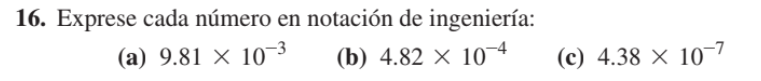 16. Exprese cada número en notación de ingeniería:
(a) 9.81 × 10⁻³ (b) 4.82 × 10⁻⁴ (c) 4.38 × 10⁻⁷